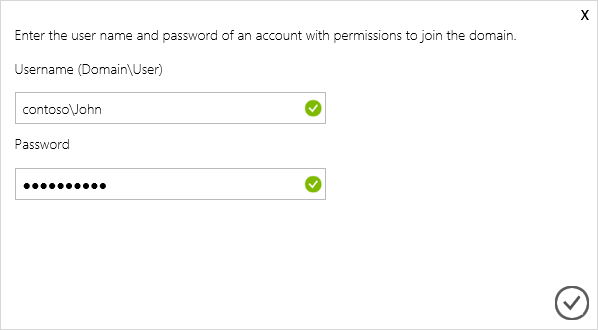 X
Enter the user name and password of an account with permissions to join the domain.
Username (Domain\User)
contoso\John
Password
●●●●●●●●●●